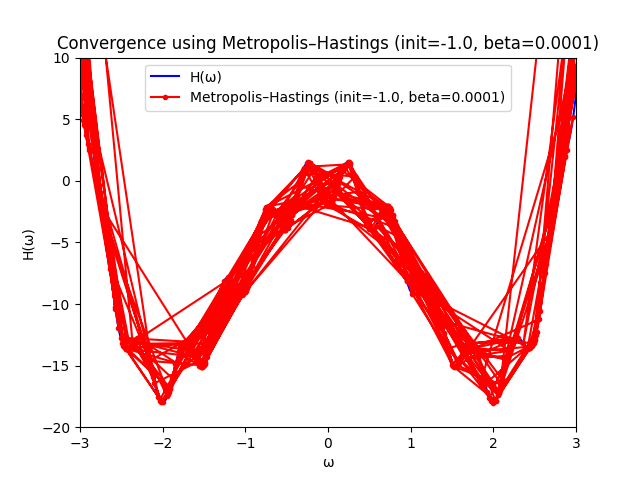 Convergence using Metropolis–Hastings (init=-1.0, beta=0.0001)
H(ω)
Metropolis–Hastings (init=-1.0, beta=0.0001)
H(ω)
10
5
0
−5
−10
−15
−20
−3 −2 −1 0 1 2 3
ω